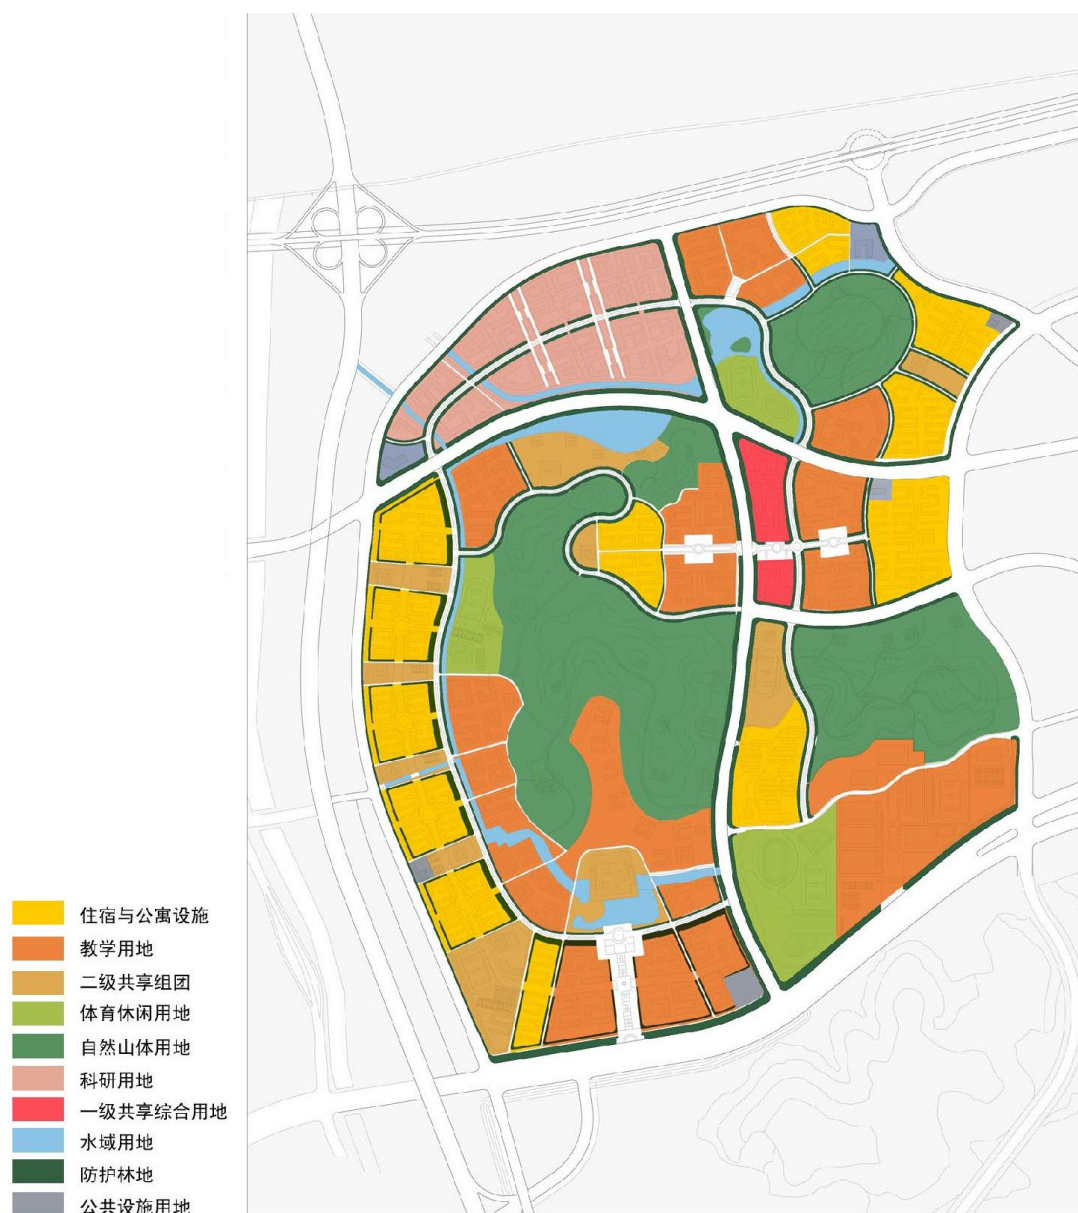 住宿与公寓设施
教学用地
二级共享组团
体育休闲用地
自然山体用地
科研用地
一级共享综合用地
水域用地
防护林地
公共设施用地